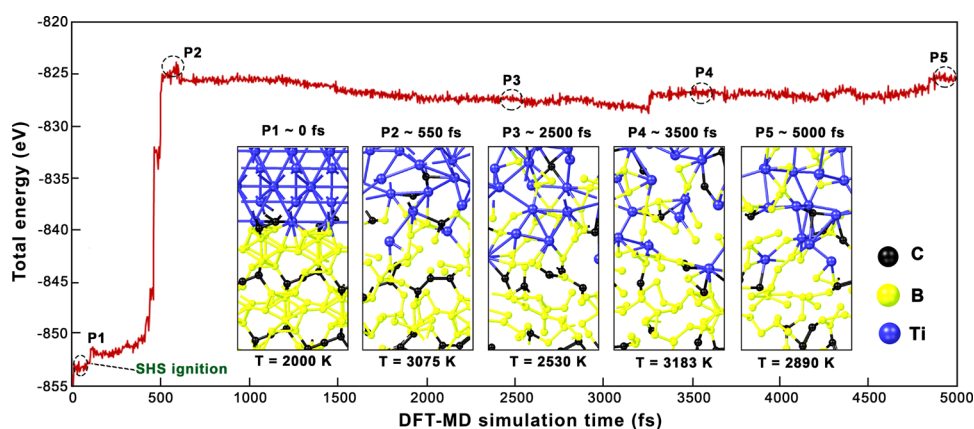 -820
-825
-830
-835
-840
-845
-850
-855
Total energy (eV)
P1
P2
P3
P4
P5
SHS ignition
P1 ~ 0 fs
P2 ~ 550 fs
P3 ~ 2500 fs
P4 ~ 3500 fs
P5 ~ 5000 fs
T = 2000 K
T = 3075 K
T = 2530 K
T = 3183 K
T = 2890 K
C
B
Ti
0 500 1000 1500 2000 2500 3000 3500 4000 4500 5000
DFT-MD simulation time (fs)